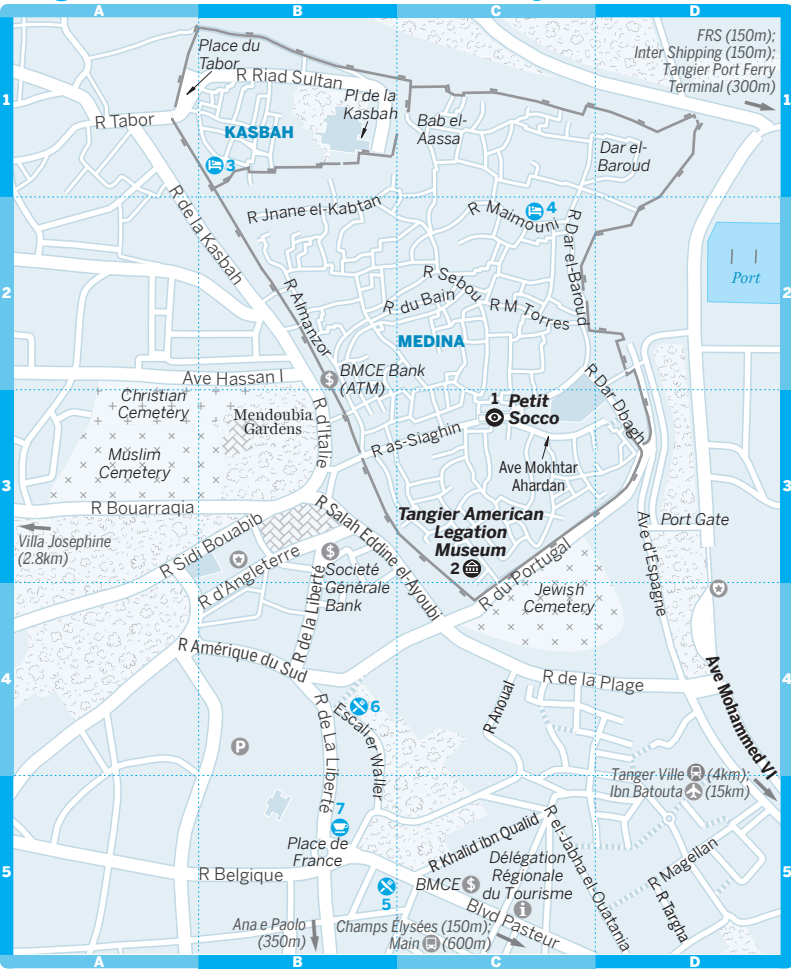 A
B
C
D
1
2
3
4
5
FRS (150m);
Inter Shipping (150m);
Tangier Port Ferry
Terminal (300m)
Place du
Tabor
R Riad Sultan
Pl de la
Kasbah
R Tabor
KASBAH
3
Bab el-
Aassa
Dar el-
Baroud
R de la Kasbah
R Jnane el-Kabtan
R Maimouni
4
R Dar el-Baroud
Port
R Almanzor
R Sebou
R du Bain
R M Torres
MEDINA
BMCE Bank
(ATM)
Ave Hassan I
R Dar Dbagh
Christian
Cemetery
Mendoubia
Gardens
R d'Italie
1 Petit
Socco
R as-Siaghin
Ave Mokhtar
Ahardan
Muslim
Cemetery
R Bouarraqia
Villa Josephine
(2.8km)
R Sidi Bouabib
R Salah Eddine el-Ayoubi
Tangier American
Legation
Museum
2
Port Gate
Ave d'Espagne
R d'Angleterre
$
Societé
Générale
Bank
R du Portugal
Jewish
Cemetery
R de la Liberté
R Amérique du Sud
R de la Plage
Ave Mohammed VI
6
Escalier Waller
R de La Liberté
R Anoual
P
Tanger Ville (4km);
Ibn Batouta (15km)
7
Place de
France
R Khalid ibn Qualid
R el-Jabha el-Ouatania
R Magellan
R Targha
Délégation
Régionale
du Tourisme
R Belgique
5
BMCE $
Blvd Pasteur
Ana e Paolo
(350m)
Champs Élysées (150m);
Main (600m)
1
2
3
4
5
A
B
C
D